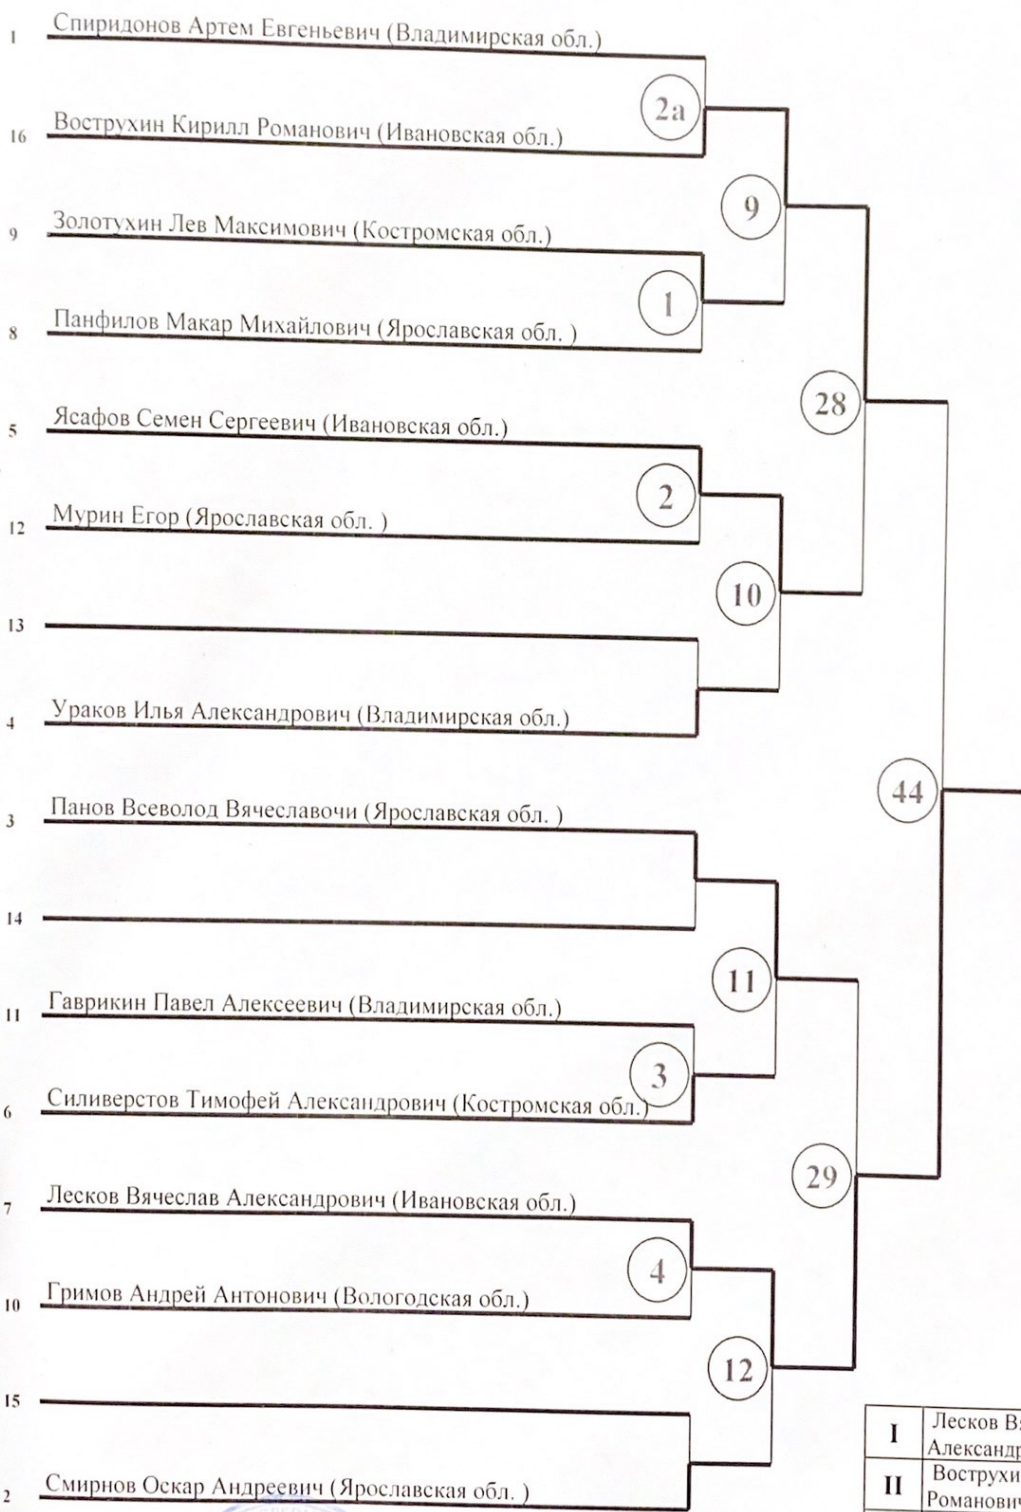 1 Спиридонов Артем Евгеньевич (Владимирская обл.)
2а
16 Вострухин Кирилл Романович (Ивановская обл.)
9
9 Золотухин Лев Максимович (Костромская обл.)
1
8 Панфилов Макар Михайлович (Ярославская обл. )
28
5 Ясафов Семен Сергеевич (Ивановская обл.)
2
12 Мурин Егор (Ярославская обл. )
10
13
4 Ураков Илья Александрович (Владимирская обл.)
44
3 Панов Всеволод Вячеславочи (Ярославская обл. )
14
11
11 Гаврикин Павел Алексеевич (Владимирская обл.)
3
6 Силиверстов Тимофей Александрович (Костромская обл.)
29
7 Лесков Вячеслав Александрович (Ивановская обл.)
4
10 Гримов Андрей Антонович (Вологодская обл.)
12
15
I Лесков В
Александр
II Вострухи
Романович
2 Смирнов Оскар Андреевич (Ярославская обл. )